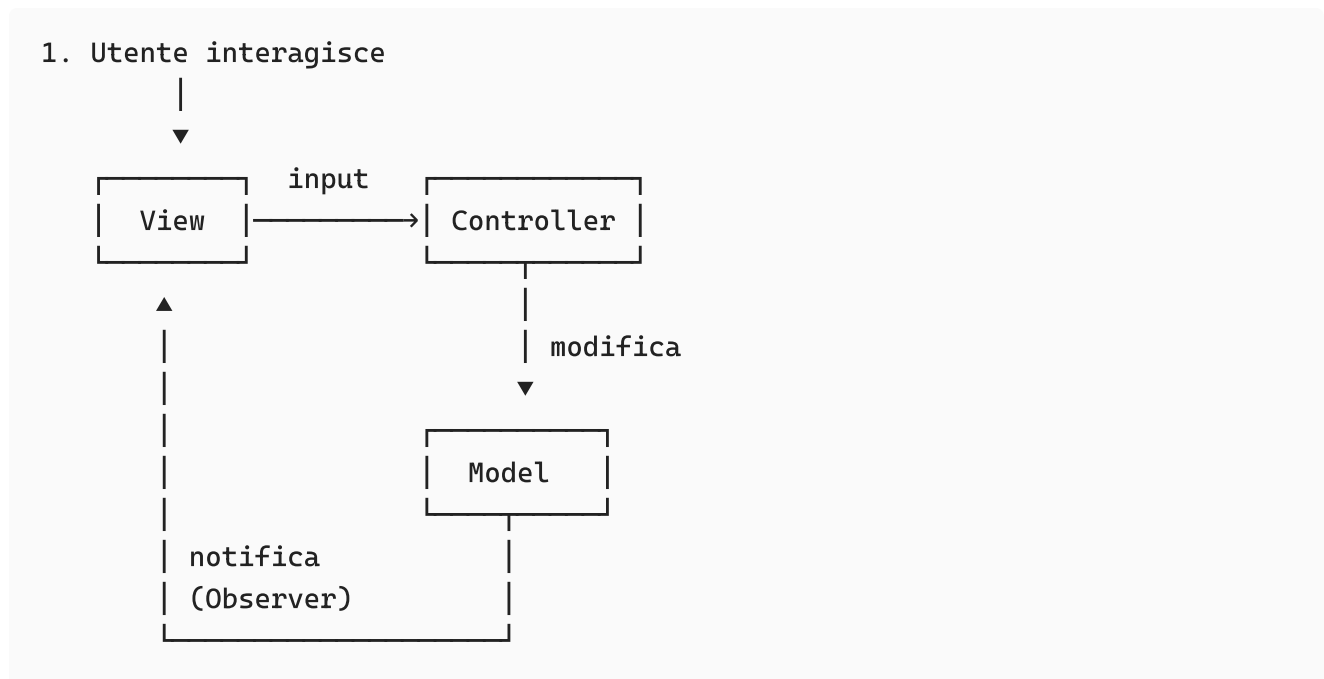 1. Utente interagisce
input
View
Controller
modifica
Model
notifica
(Observer)